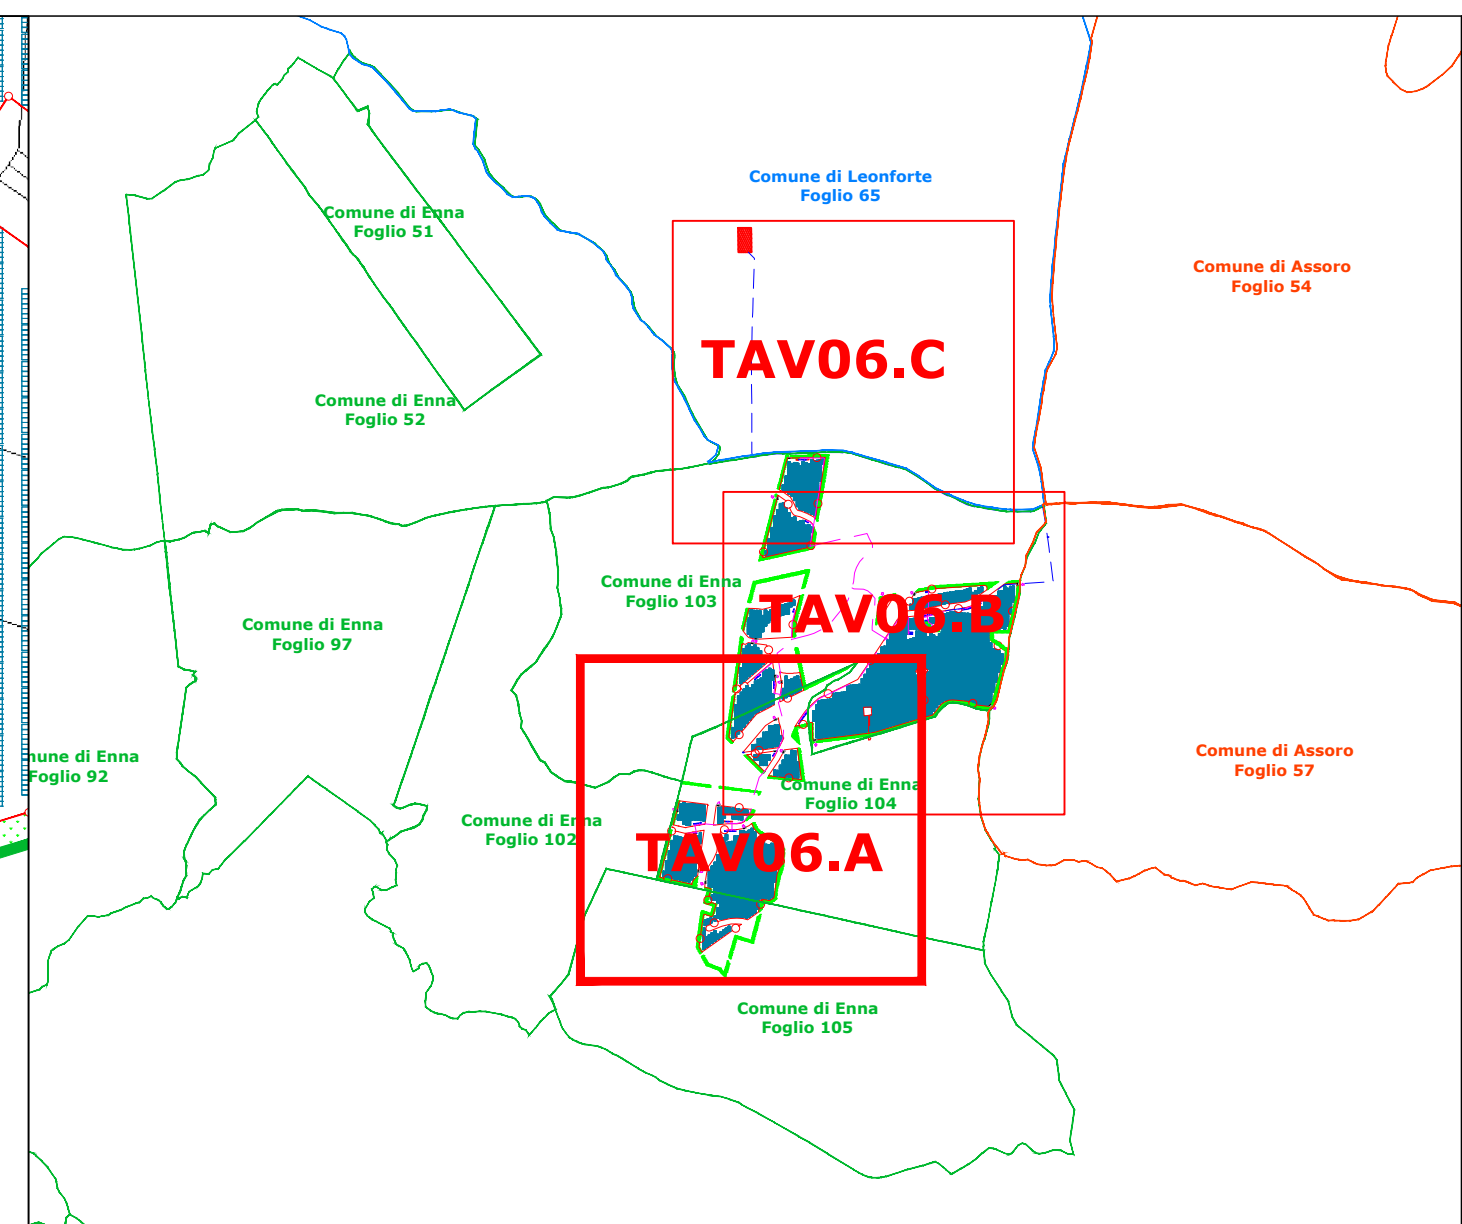 Comune di Leonforte
Foglio 65
Comune di Enna
Foglio 51
Comune di Assoro
Foglio 54
TAV06.C
Comune di Enna
Foglio 52
Comune di Enna
Foglio 103
TAV06.B
Comune di Enna
Foglio 97
mune di Enna
Foglio 92
Comune di Assoro
Foglio 57
Comune di Enna
Foglio 104
Comune di Enna
Foglio 102
TAV06.A
Comune di Enna
Foglio 105